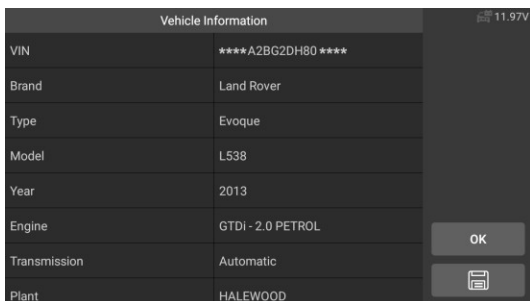 Vehicle Information
11.97V
VIN ****A2BG2DH80 ****
Brand Land Rover
Type Evoque
Model L538
Year 2013
Engine GTDi - 2.0 PETROL
OK
Transmission Automatic
Plant HALEWOOD